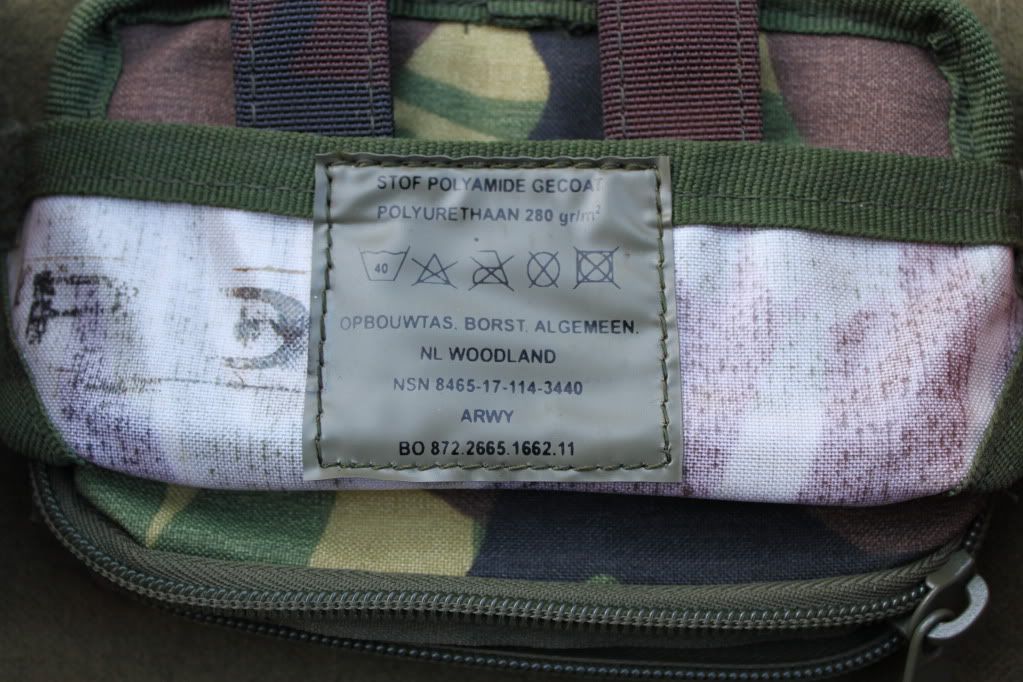 STOF POLYAMIDE GECOAT
POLYURETHAAN 280 gr/m²
40
OPBOUWTAS. BORST. ALGEMEEN.
NL WOODLAND
NSN 8465-17-114-3440
ARWY
BO 872.2665.1662.11